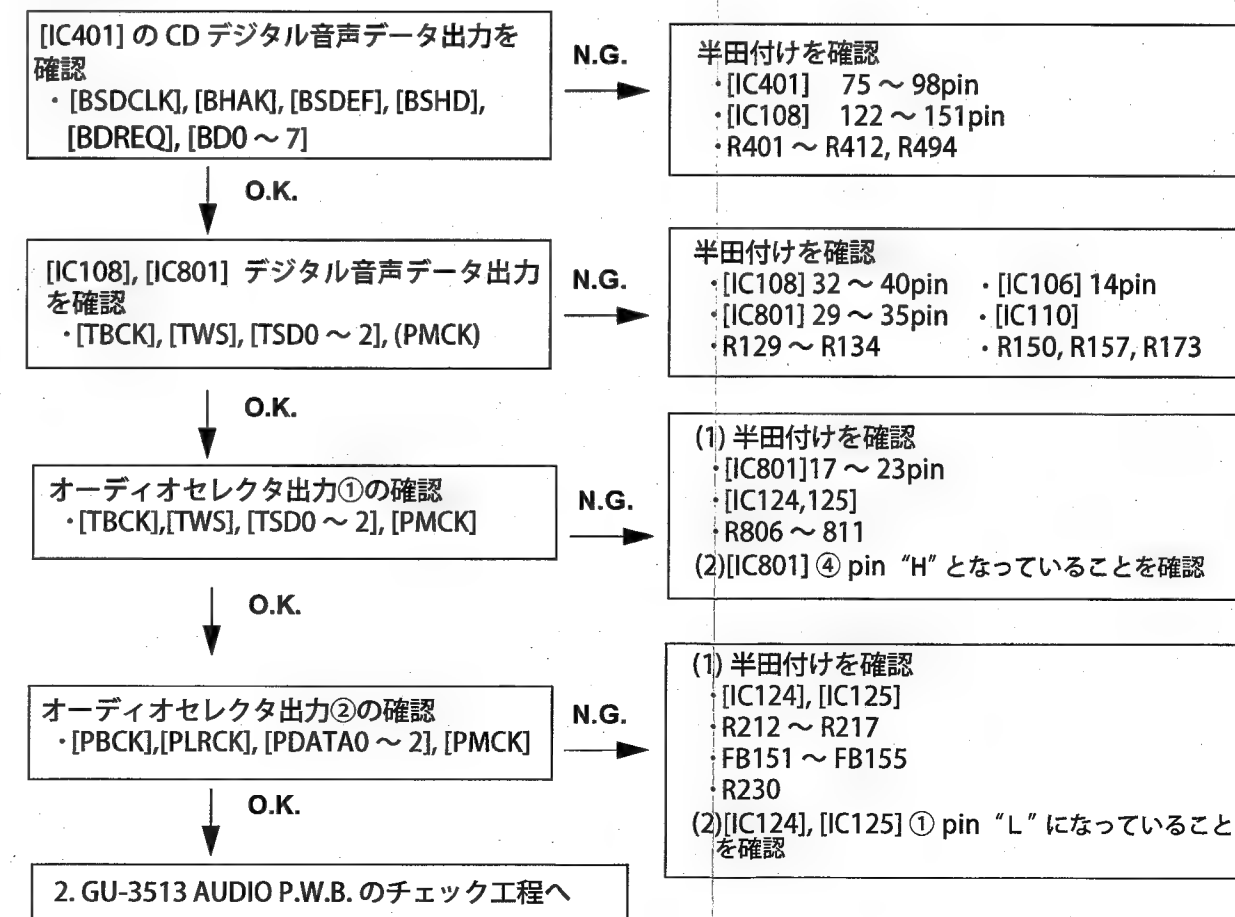 [IC401] の CD デジタル音声データ出力を
確認
・ [BSDCLK], [BHAK], [BSDEF], [BSHD],
[BDREQ], [BD0 ～ 7]
N.G.
半田付けを確認
・[IC401] 75 ～ 98pin
・[IC108] 122 ～ 151pin
・R401 ～ R412, R494
O.K.
[IC108], [IC801] デジタル音声データ出力
を確認
・[TBCK], [TWS], [TSD0 ～ 2], (PMCK)
N.G.
半田付けを確認
・[IC108] 32 ～ 40pin ・[IC106] 14pin
・[IC801] 29 ～ 35pin ・[IC110]
・R129 ～ R134 ・R150, R157, R173
O.K.
オーディオセレクタ出力①の確認
・[TBCK],[TWS], [TSD0 ～ 2], [PMCK]
N.G.
(1) 半田付けを確認
・[IC801]17 ～ 23pin
・[IC124,125]
・R806 ～ 811
(2)[IC801] ④ pin “H” となっていることを確認
O.K.
オーディオセレクタ出力②の確認
・[PBCK],[PLRCK], [PDATA0 ～ 2], [PMCK]
N.G.
(1) 半田付けを確認
・[IC124], [IC125]
・R212 ～ R217
・FB151 ～ FB155
・R230
(2)[IC124], [IC125] ① pin “L” になっていること
を確認
O.K.
2. GU-3513 AUDIO P.W.B. のチェック工程へ